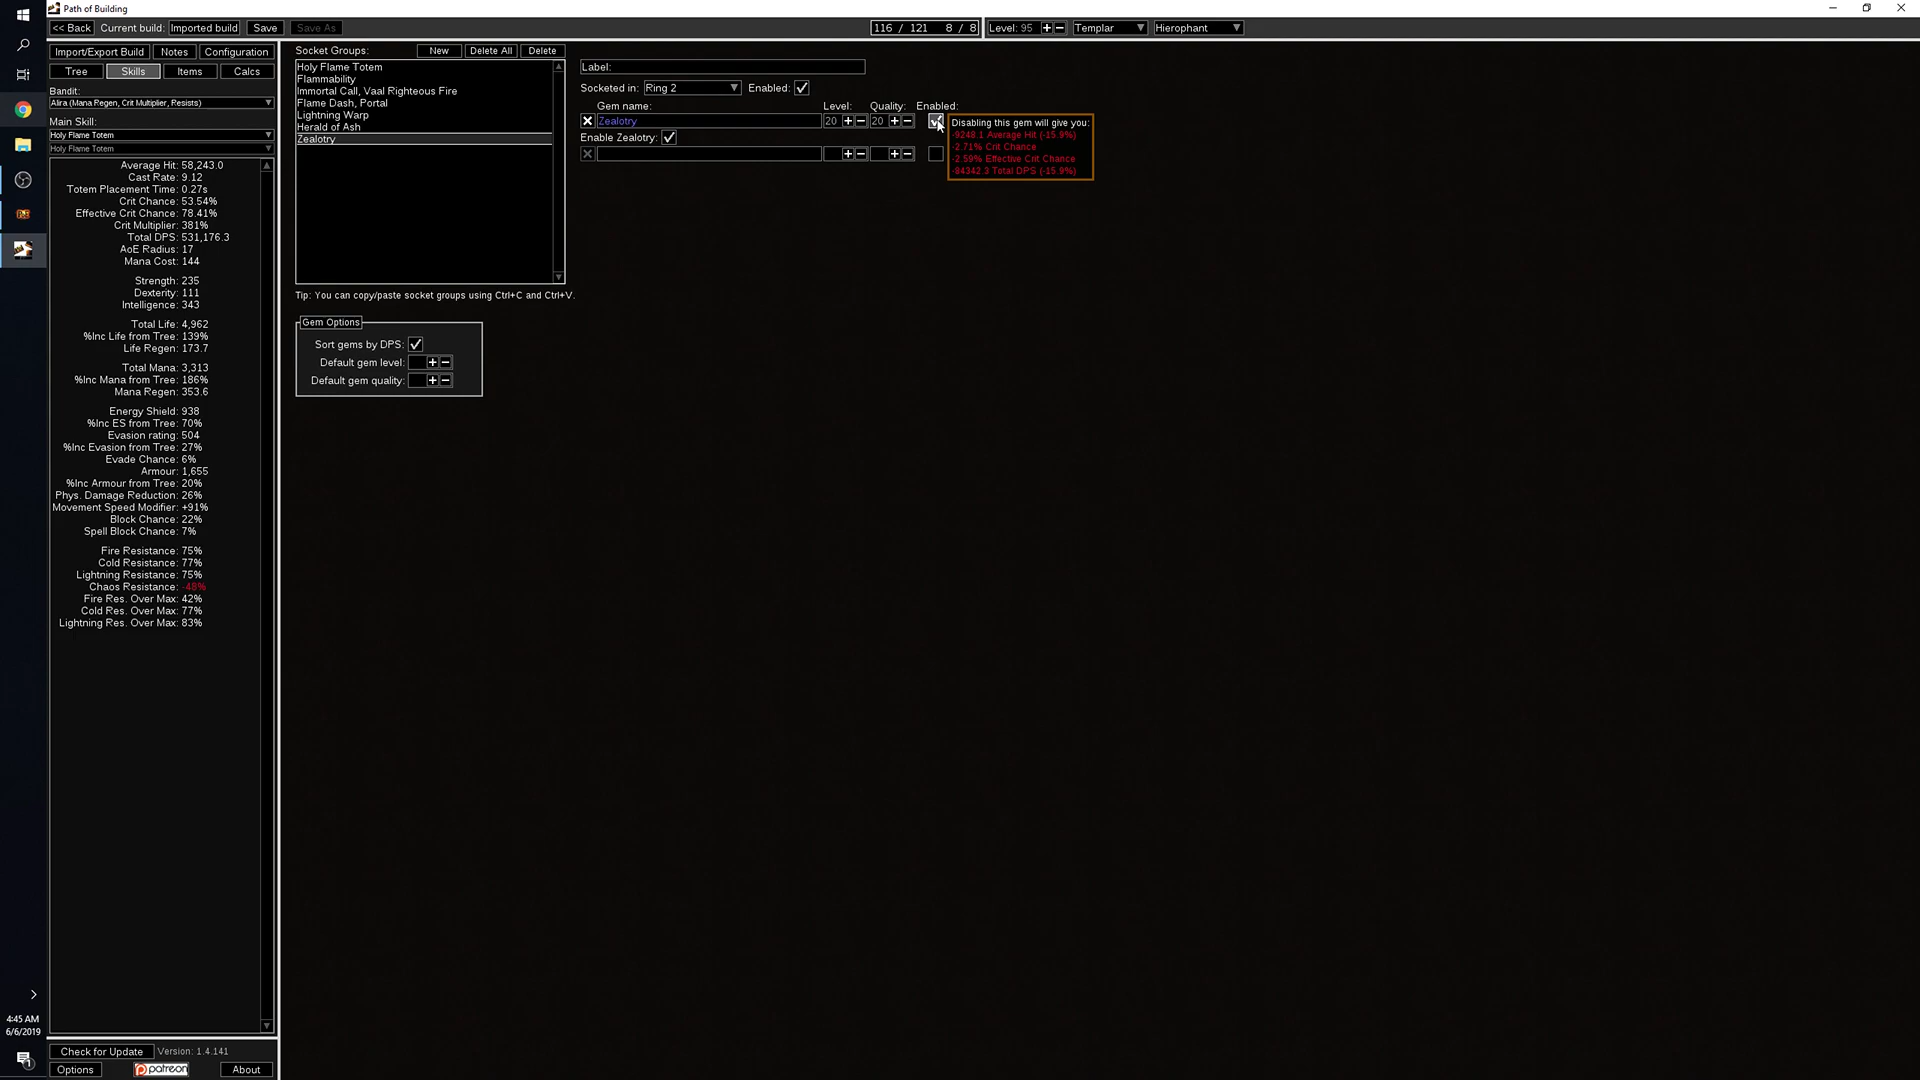 Path of Building
<< Back Current build: Imported build Save Save As 116 / 121 8 / 8 Level: 95 Templar Hierophant
Import/Export Build Notes Configuration
Tree Skills Items Calcs
Bandit:
Alira (Mana Regen, Crit Multiplier, Resists)
Main Skill:
Holy Flame Totem
Holy Flame Totem
Average Hit: 58,243.0
Cast Rate: 9.12
Totem Placement Time: 0.27s
Crit Chance: 53.54%
Effective Crit Chance: 78.41%
Crit Multiplier: 381%
Total DPS: 531,176.3
AoE Radius: 17
Mana Cost: 144
Strength: 235
Dexterity: 111
Intelligence: 343
Total Life: 4,962
%Inc Life from Tree: 139%
Life Regen: 173.7
Total Mana: 3,313
%Inc Mana from Tree: 186%
Mana Regen: 353.6
Energy Shield: 938
%Inc ES from Tree: 70%
Evasion rating: 504
%Inc Evasion from Tree: 27%
Evade Chance: 6%
Armour: 1,655
%Inc Armour from Tree: 20%
Phys. Damage Reduction: 26%
Movement Speed Modifier: +91%
Block Chance: 22%
Spell Block Chance: 7%
Fire Resistance: 75%
Cold Resistance: 77%
Lightning Resistance: 75%
Chaos Resistance: -48%
Fire Res. Over Max: 42%
Cold Res. Over Max: 77%
Lightning Res. Over Max: 83%
Check for Update Version: 1.4.141
Options patreon About
Socket Groups: New Delete All Delete
Holy Flame Totem
Flammability
Immortal Call, Vaal Righteous Fire
Flame Dash, Portal
Lightning Warp
Herald of Ash
Zealotry
Tip: You can copy/paste socket groups using Ctrl+C and Ctrl+V.
Gem Options
Sort gems by DPS:
Default gem level:
Default gem quality:
Label:
Socketed in: Ring 2 Enabled:
Gem name: Level: Quality: Enabled:
Zealotry 20 20
Enable Zealotry:
Disabling this gem will give you:
-9248.1 Average Hit (-15.9%)
-2.71% Crit Chance
-2.59% Effective Crit Chance
-84342.3 Total DPS (-15.9%)
4:45 AM
6/6/2019
1